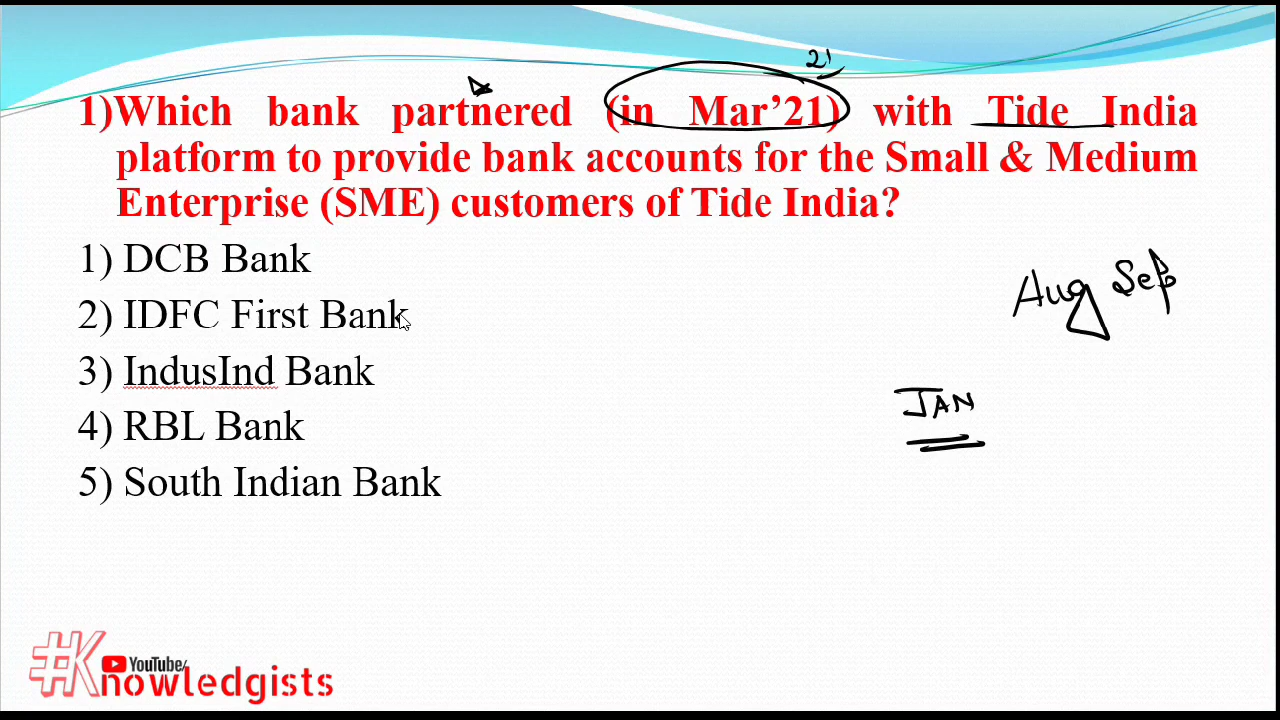 21
1)Which bank partnered (in Mar’21) with Tide India
platform to provide bank accounts for the Small & Medium
Enterprise (SME) customers of Tide India?
1) DCB Bank
2) IDFC First Bank
3) IndusInd Bank
4) RBL Bank
5) South Indian Bank
Aug Sep
JAN
#Knowledgists
YouTube/